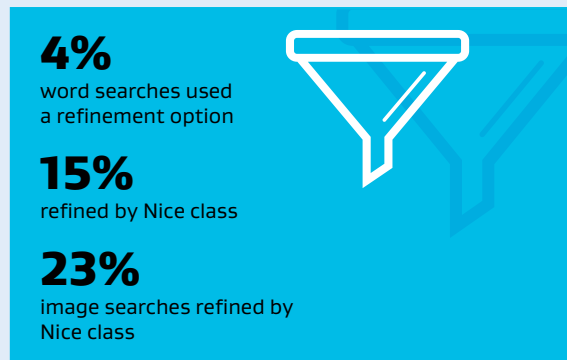 4%
word searches used
a refinement option
15%
refined by Nice class
23%
image searches refined by
Nice class